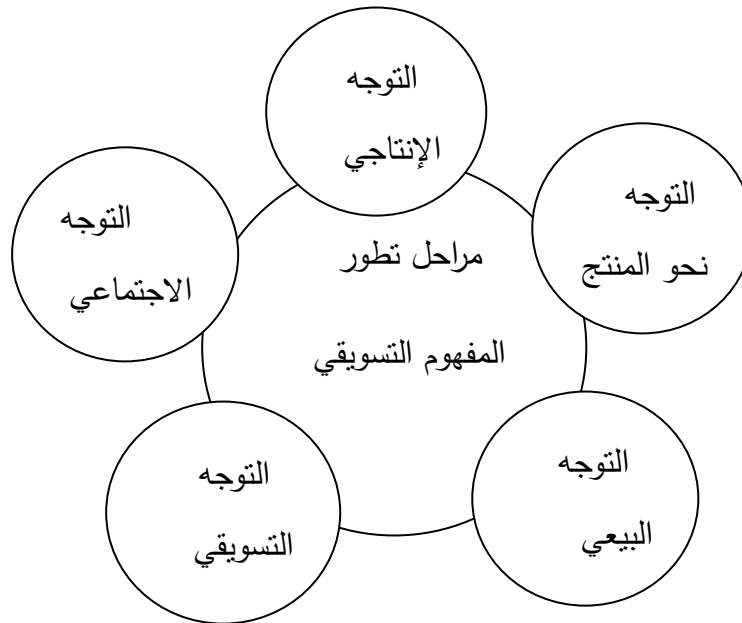 التوجه
الإنتاجي
التوجه
نحو المنتج
التوجه
البيعي
التوجه
التسويقي
التوجه
الاجتماعي
مراحل تطور
المفهوم التسويقي